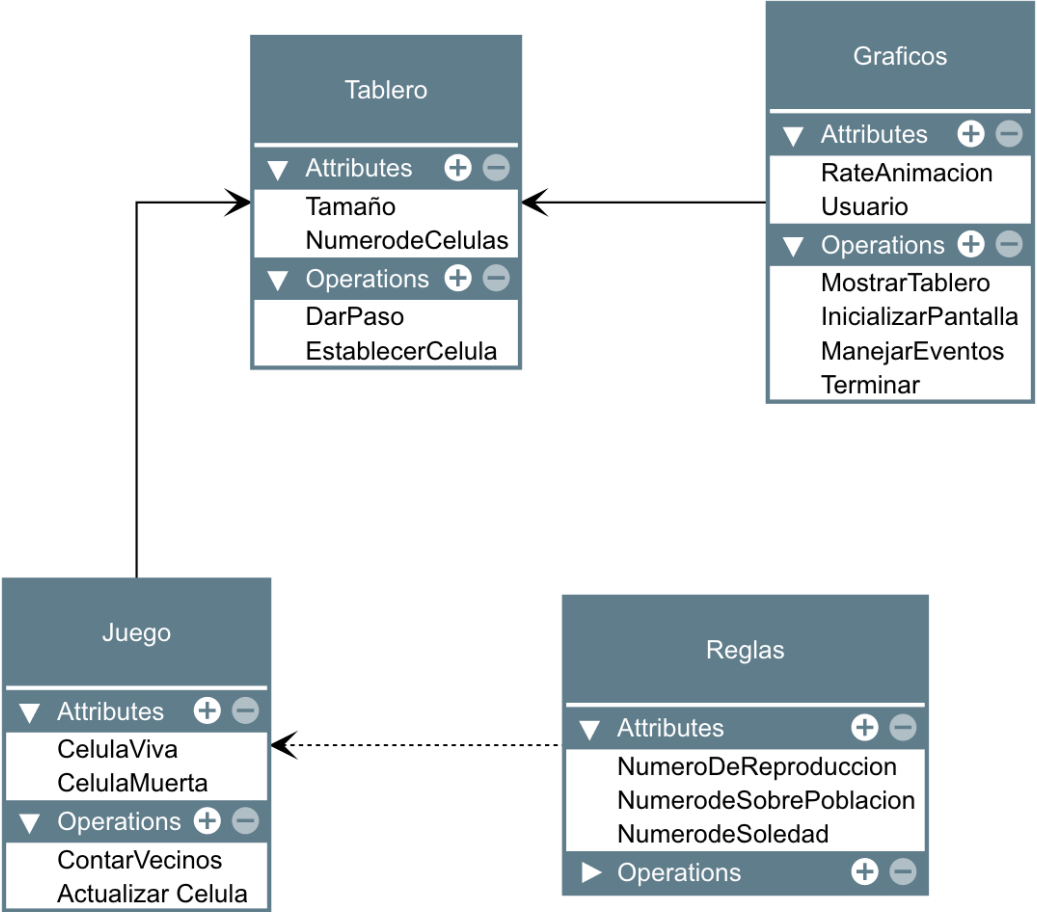 Tablero
Attributes
Tamaño
NumerodeCelulas
Operations
DarPaso
EstablecerCelula
Graficos
Attributes
RateAnimacion
Usuario
Operations
MostrarTablero
InicializarPantalla
ManejarEventos
Terminar
Juego
Attributes
CelulaViva
CelulaMuerta
Operations
ContarVecinos
Actualizar Celula
Reglas
Attributes
NumeroDeReproduccion
NumerodeSobrePoblacion
NumerodeSoledad
Operations